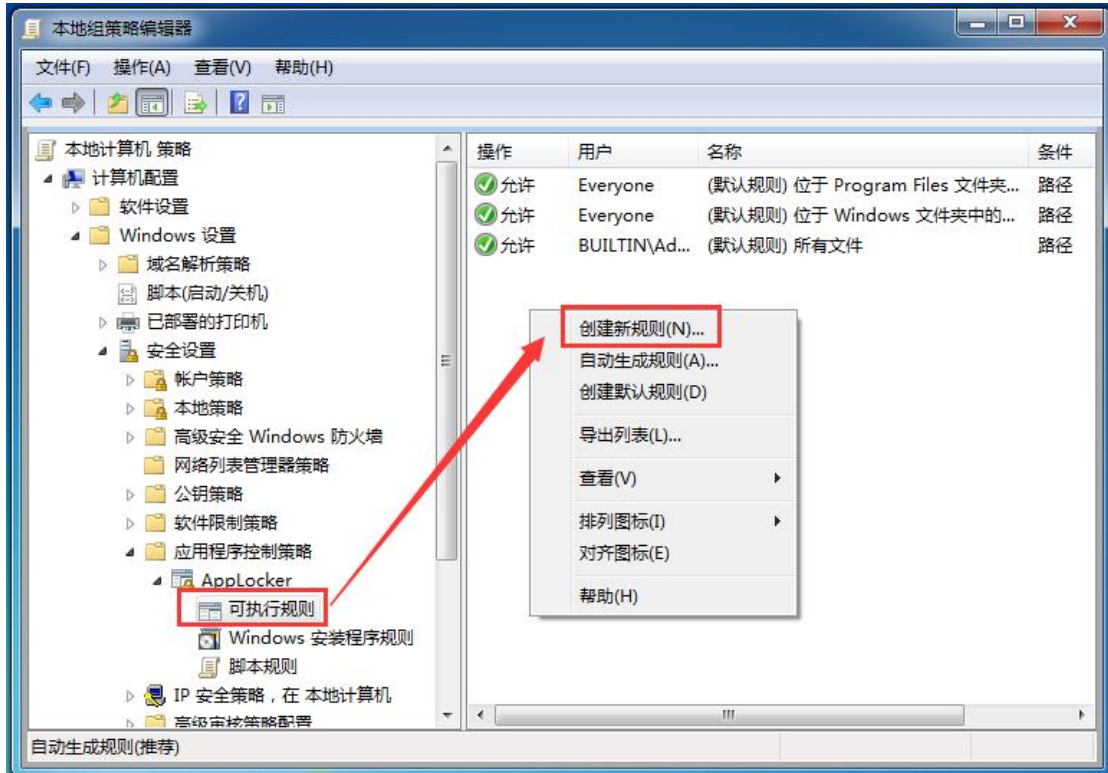 本地组策略编辑器
文件(F) 操作(A) 查看(V) 帮助(H)
本地计算机 策略
计算机配置
软件设置
Windows 设置
域名解析策略
脚本(启动/关机)
已部署的打印机
安全设置
帐户策略
本地策略
高级安全 Windows 防火墙
网络列表管理器策略
公钥策略
软件限制策略
应用程序控制策略
AppLocker
可执行规则
Windows 安装程序规则
脚本规则
IP 安全策略，在 本地计算机
高级审核策略配置
操作 用户 名称 条件
允许 Everyone (默认规则) 位于 Program Files 文件夹... 路径
允许 Everyone (默认规则) 位于 Windows 文件夹中的... 路径
允许 BUILTIN\Ad... (默认规则) 所有文件 路径
创建新规则(N)...
自动生成规则(A)...
创建默认规则(D)
导出列表(L)...
查看(V)
排列图标(I)
对齐图标(E)
帮助(H)
自动生成规则(推荐)